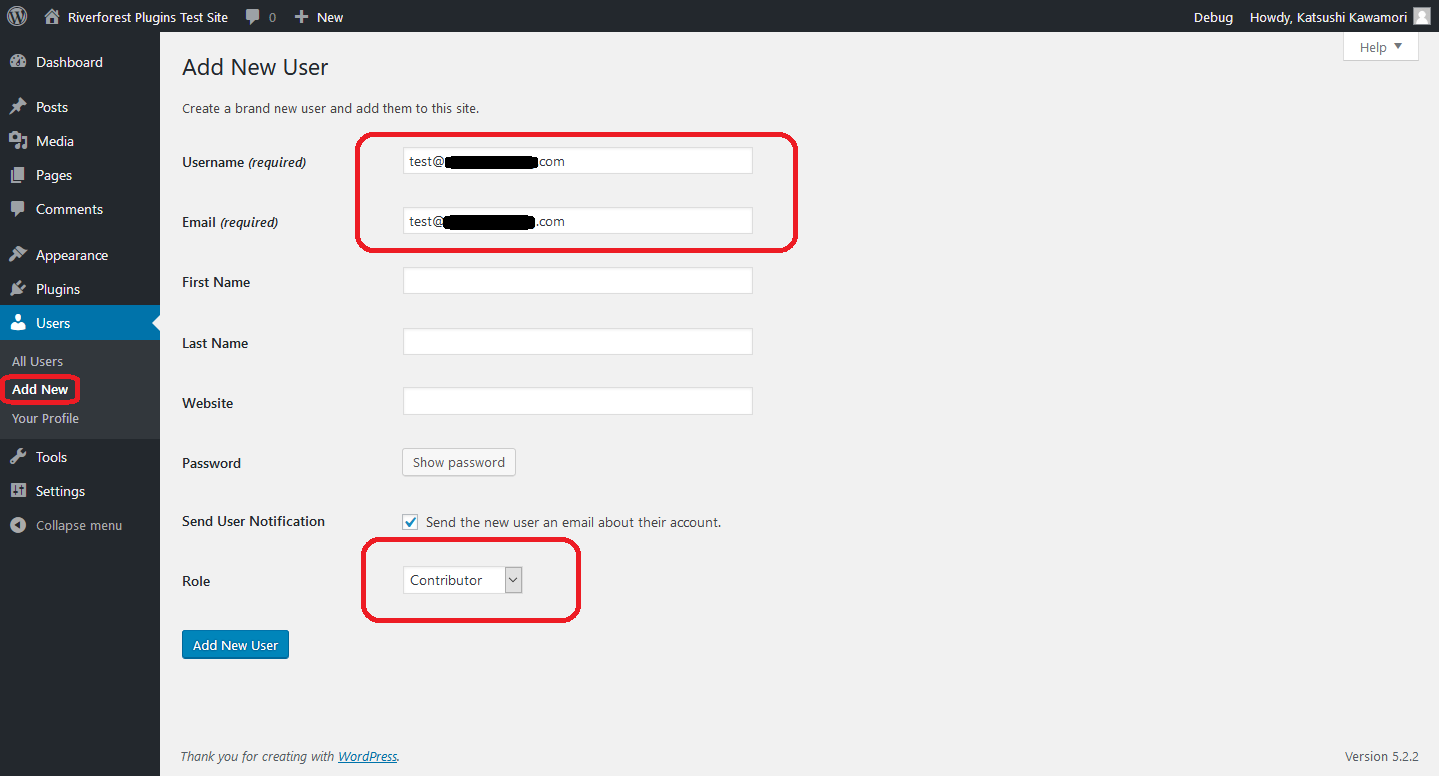 Riverforest Plugins Test Site 0 New Debug Howdy, Katsushi Kawamori
Help
Dashboard
Posts
Media
Pages
Comments
Appearance
Plugins
Users
All Users
Add New
Your Profile
Tools
Settings
Collapse menu
Add New User
Create a brand new user and add them to this site.
Username (required) test@ .com
Email (required) test@ .com
First Name
Last Name
Website
Password Show password
Send User Notification Send the new user an email about their account.
Role Contributor
Add New User
Thank you for creating with WordPress. Version 5.2.2